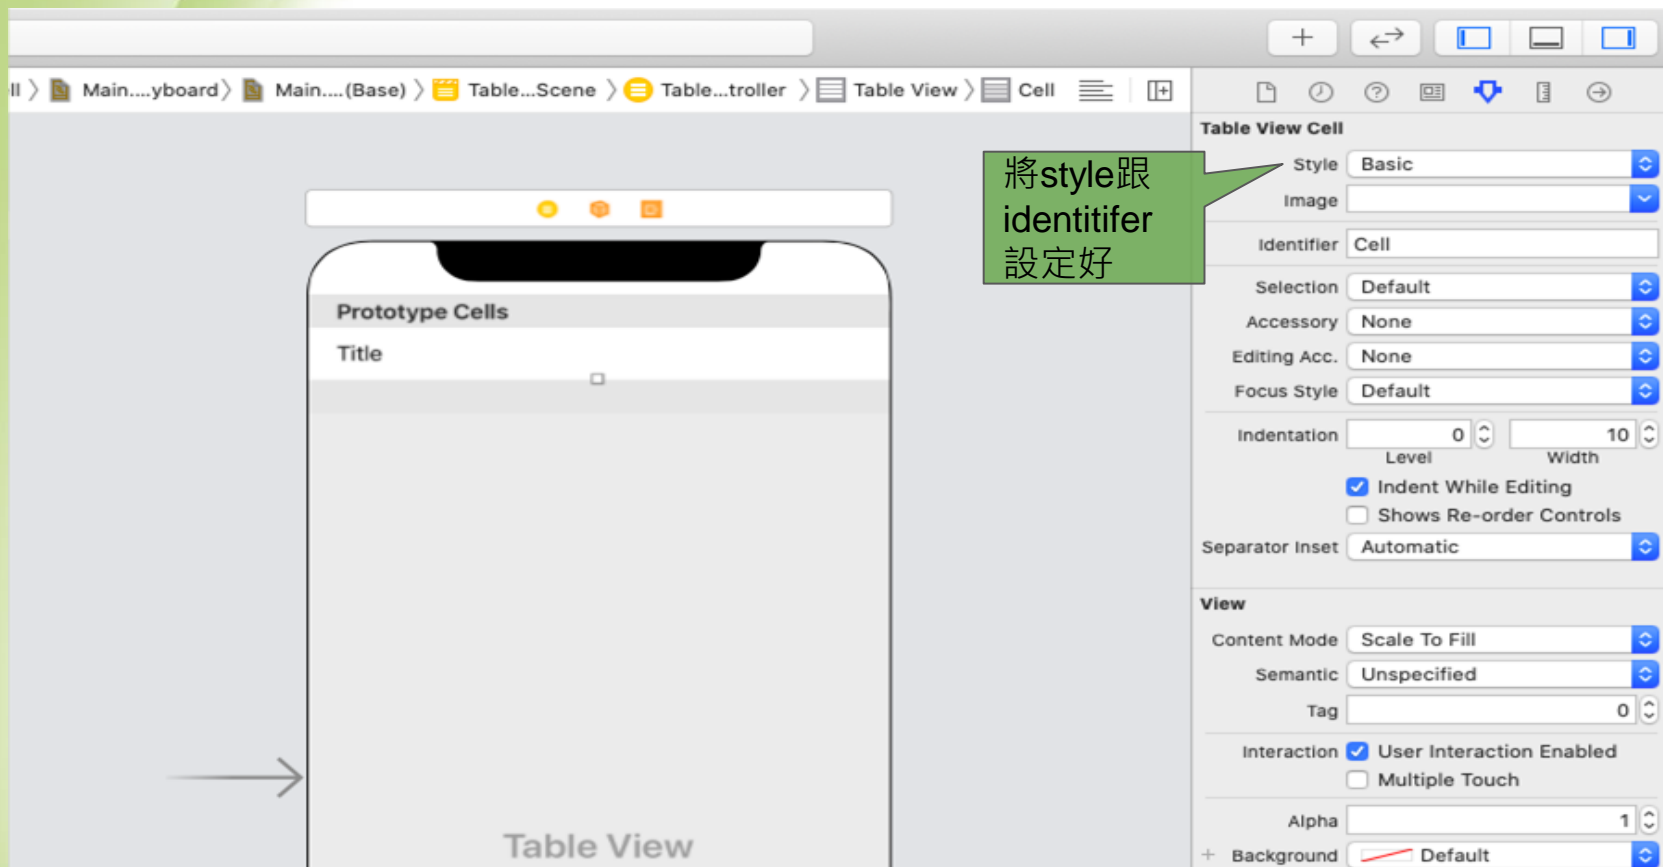 ll 〉 Main....yboard 〉 Main....(Base) 〉 Table...Scene 〉 Table...troller 〉 Table View 〉 Cell
Table View Cell
Style Basic
Image
Identifier Cell
Selection Default
Accessory None
Editing Acc. None
Focus Style Default
Indentation 0 10
Level Width
Indent While Editing
Shows Re-order Controls
Separator Inset Automatic
View
Content Mode Scale To Fill
Semantic Unspecified
Tag 0
Interaction User Interaction Enabled
Multiple Touch
Alpha 1
+ Background Default
將style跟
identitifer
設定好
Prototype Cells
Title
Table View